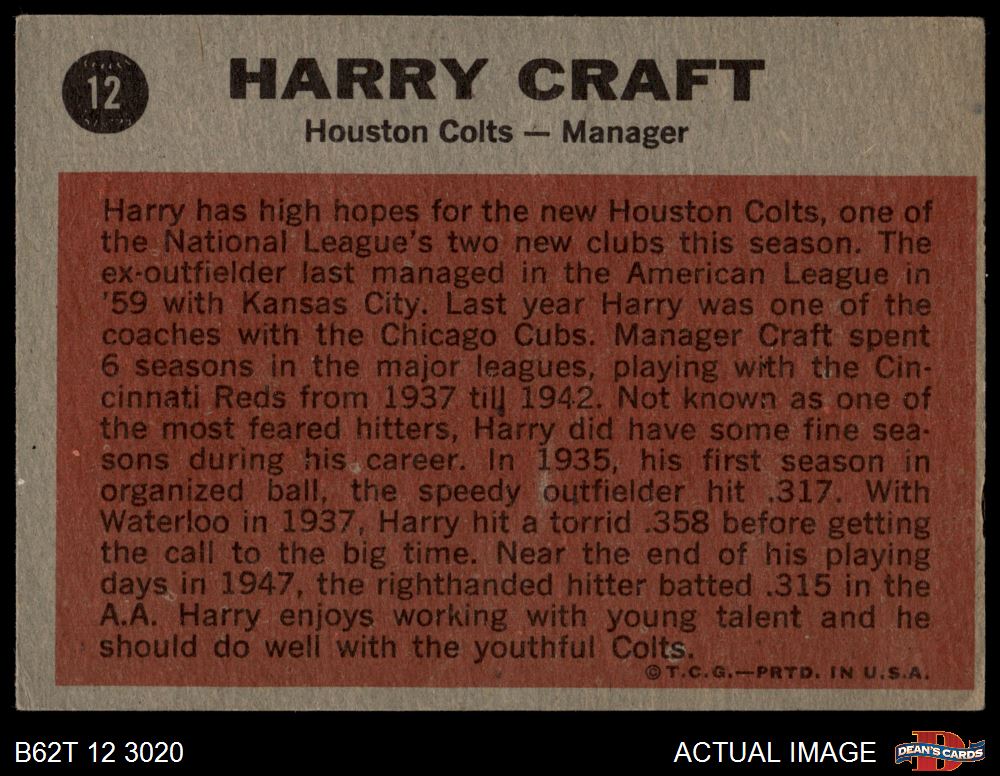 12
HARRY CRAFT
Houston Colts — Manager
Harry has high hopes for the new Houston Colts, one of
the National League's two new clubs this season. The
ex-outfielder last managed in the American League in
'59 with Kansas City. Last year Harry was one of the
coaches with the Chicago Cubs. Manager Craft spent
6 seasons in the major leagues, playing with the Cin-
cinnati Reds from 1937 till 1942. Not known as one of
the most feared hitters, Harry did have some fine sea-
sons during his career. In 1935, his first season in
organized ball, the speedy outfielder hit .317. With
Waterloo in 1937, Harry hit a torrid .358 before getting
the call to the big time. Near the end of his playing
days in 1947, the righthanded hitter batted .315 in the
A.A. Harry enjoys working with young talent and he
should do well with the youthful Colts.
©T.C.G.—PRTD. IN U.S.A.
B62T 12 3020
ACTUAL IMAGE
DEAN'S CARDS